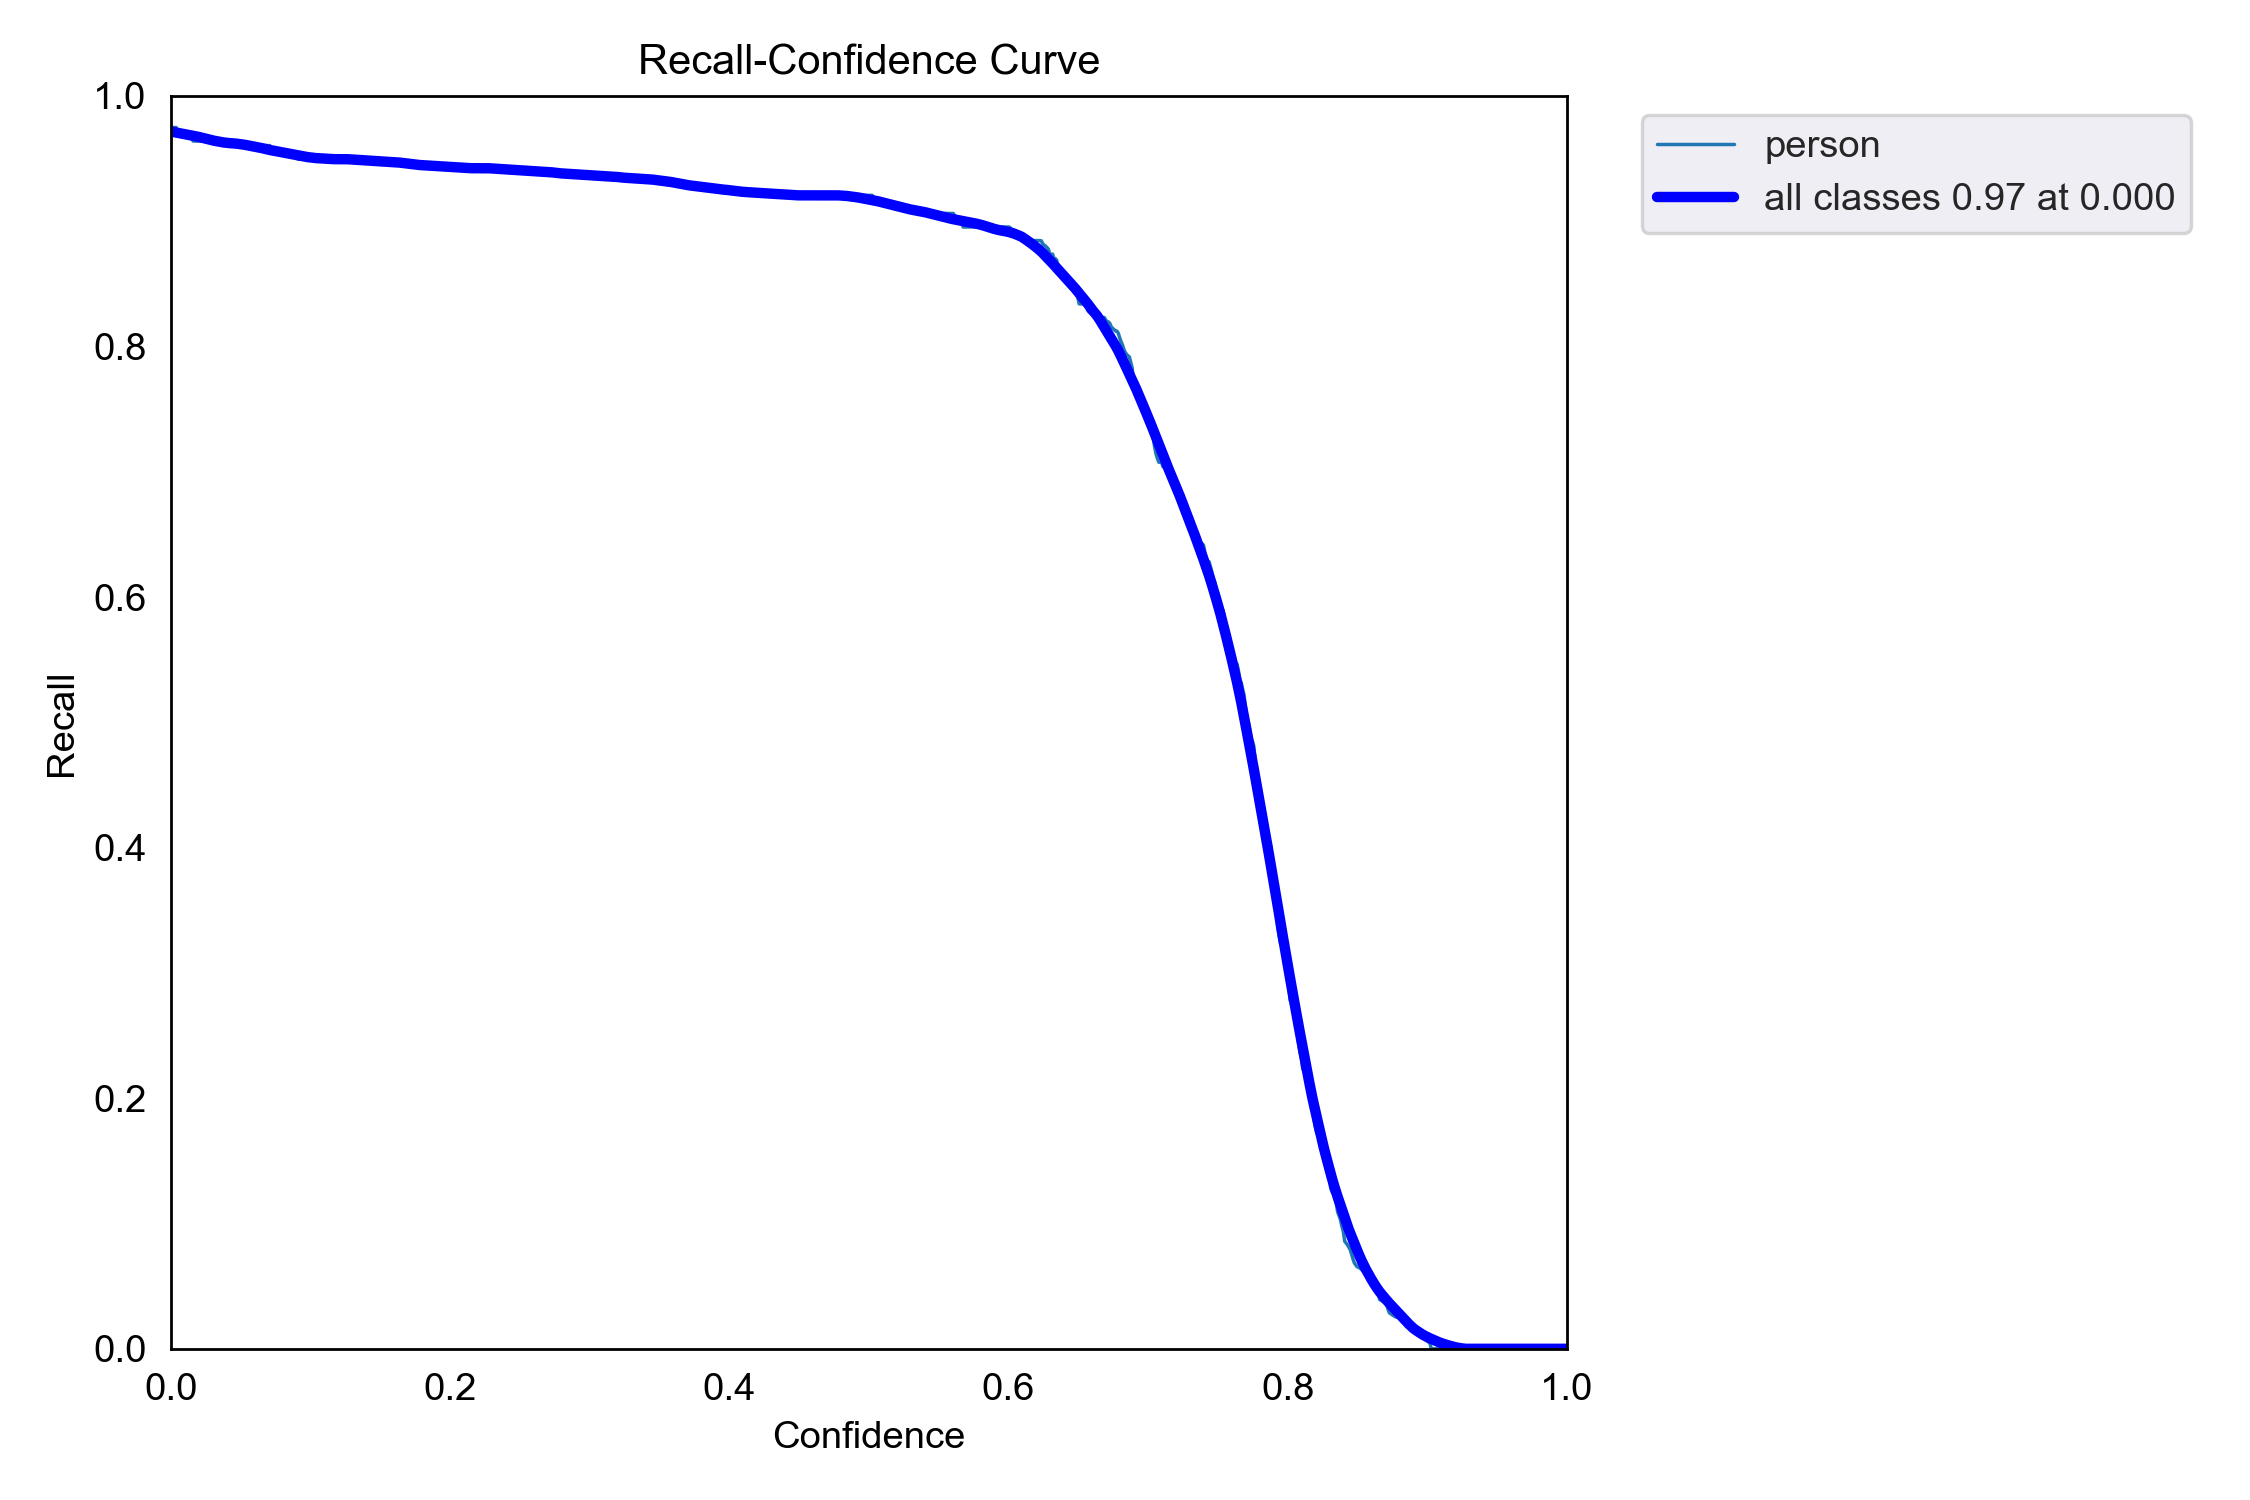 Recall-Confidence Curve
1.0
0.8
0.6
0.4
0.2
0.0
Recall
0.0 0.2 0.4 0.6 0.8 1.0
Confidence
person
all classes 0.97 at 0.000